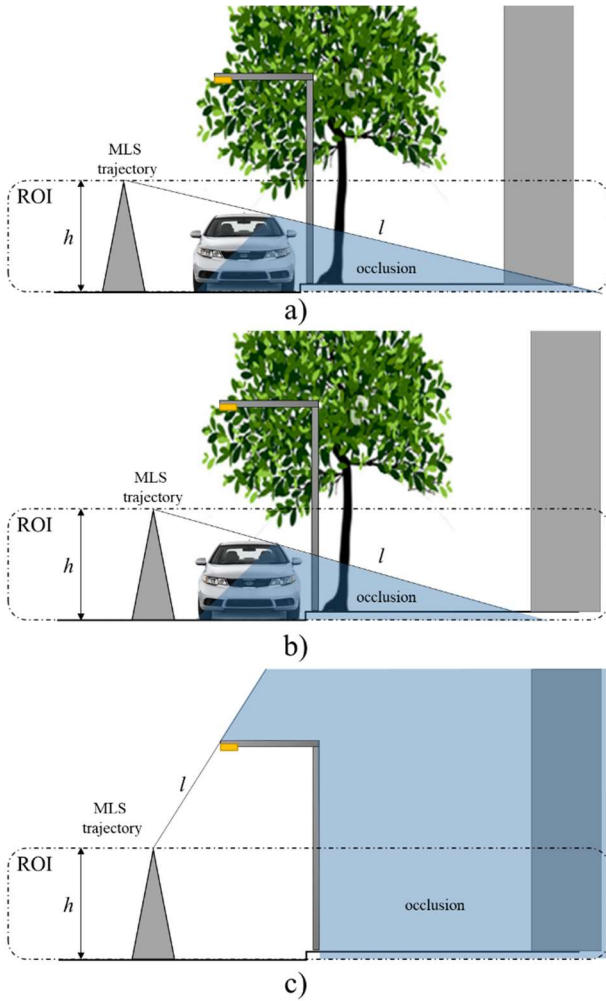 MLS
trajectory
ROI
h
l
occlusion
a)
MLS
trajectory
ROI
h
l
occlusion
b)
l
MLS
trajectory
ROI
h
occlusion
c)